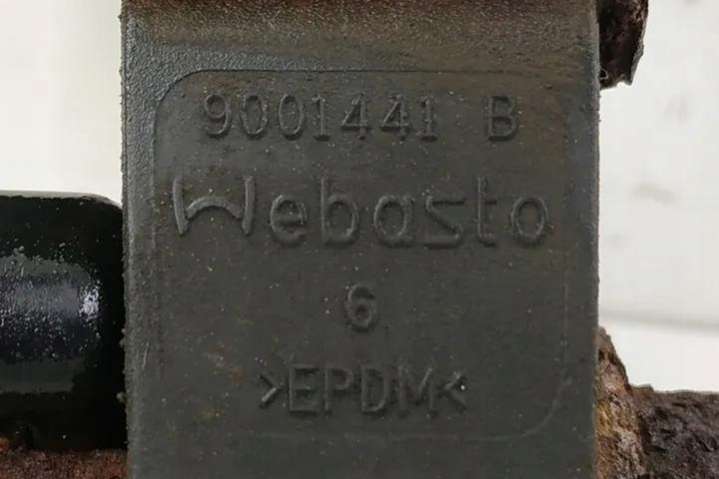 9001441 B
Webasto
6
>EPDM<